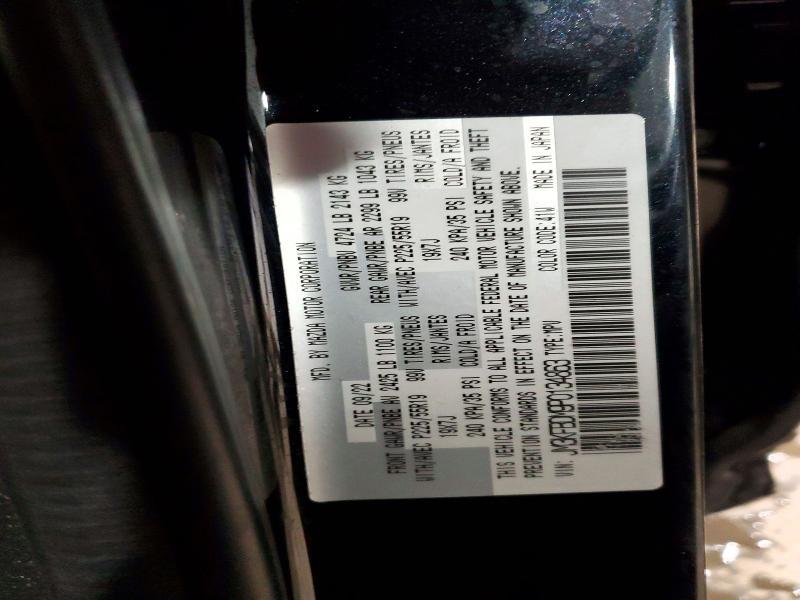 MFD. BY MAZDA MOTOR CORPORATION
DATE 09/22 GVWR/PNBV 4724 LB 2143 KG
FRONT GAWR/PNBE AV 2425 LB 1100 KG REAR GAWR/PNBE AR 2299 LB 1043 KG
WITH/AVEC P225/55R19 99V TIRES/PNEUS WITH/AVEC P225/55R19 99V TIRES/PNEUS
19X7J RIMS/JANTES 19X7J RIMS/JANTES
240 KPA/35 PSI COLD/A FROID 240 KPA/35 PSI COLD/A FROID
THIS VEHICLE CONFORMS TO ALL APPLICABLE FEDERAL MOTOR VEHICLE SAFETY AND THEFT
PREVENTION STANDARDS IN EFFECT ON THE DATE OF MANUFACTURE SHOWN ABOVE.
COLOR CODE:41W MADE IN JAPAN
VIN: TYPE:MPV